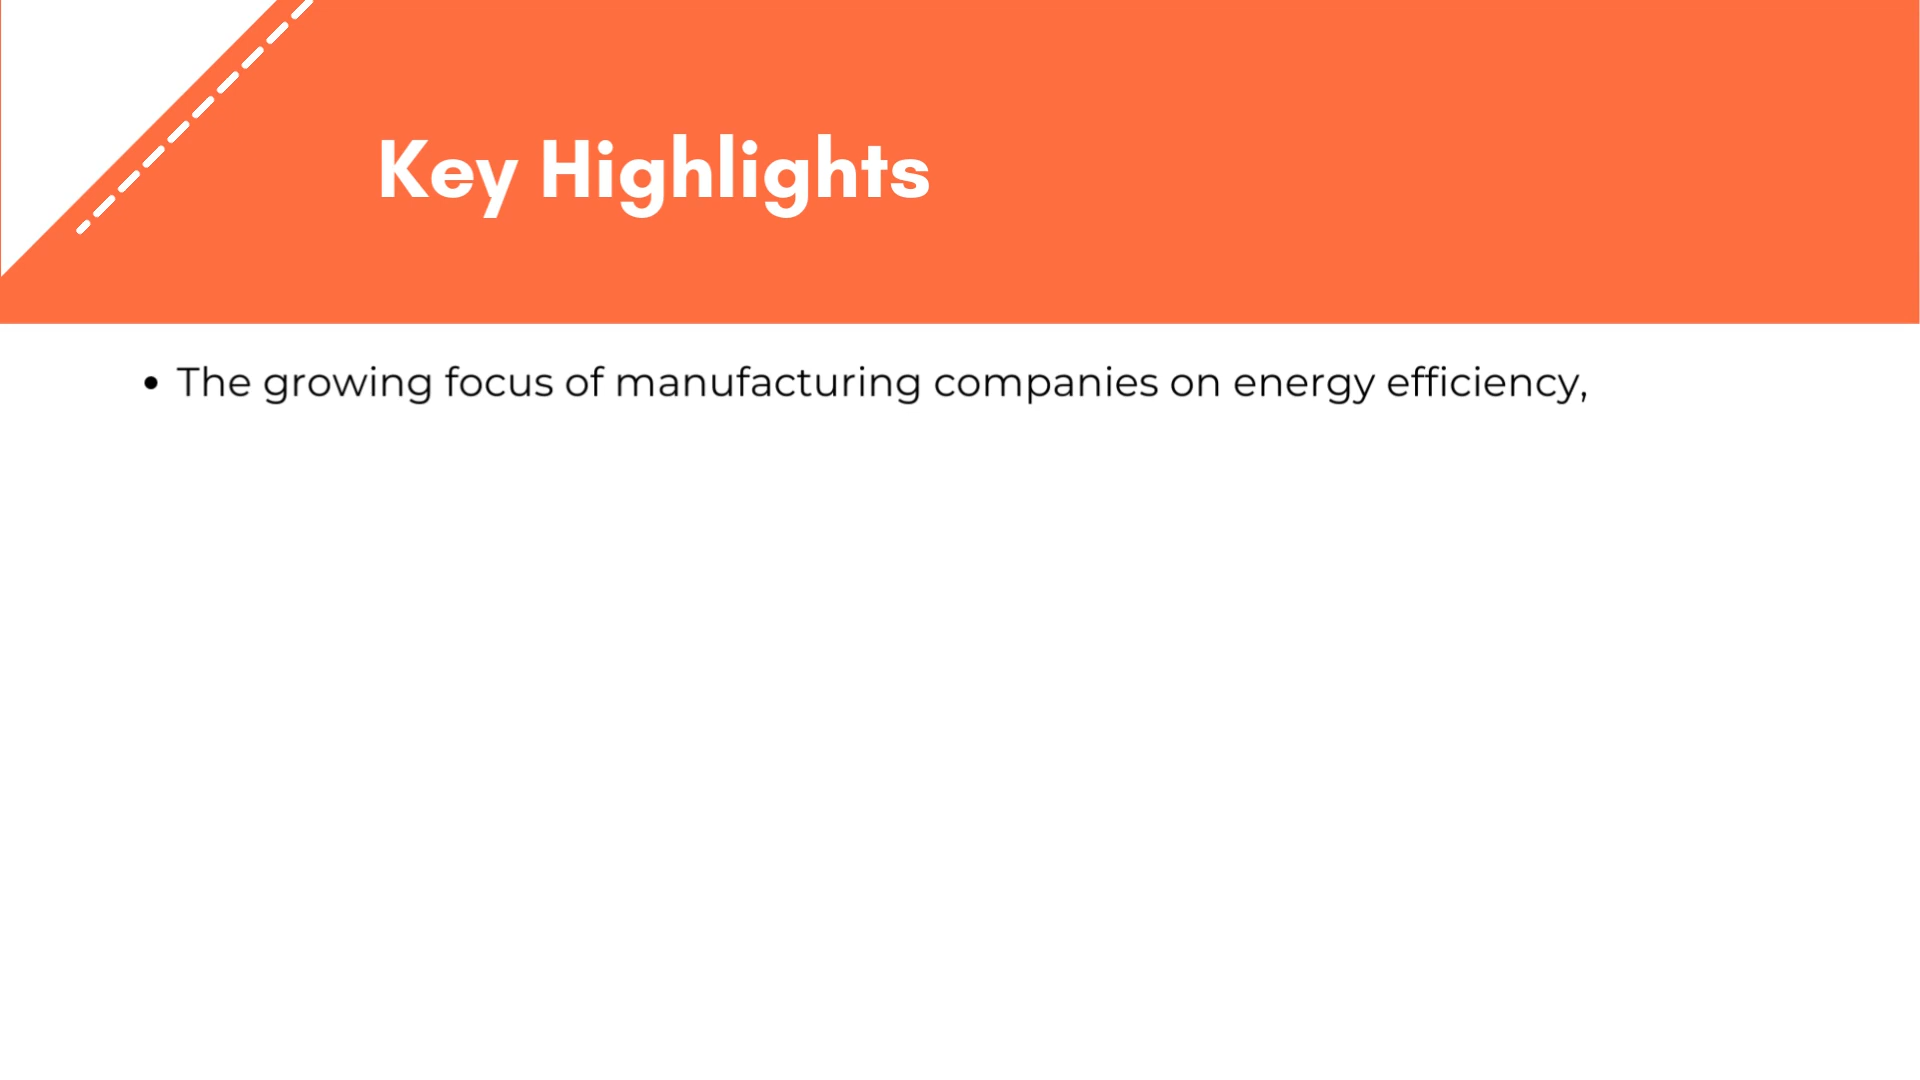 Key Highlights
• The growing focus of manufacturing companies on energy efficiency,